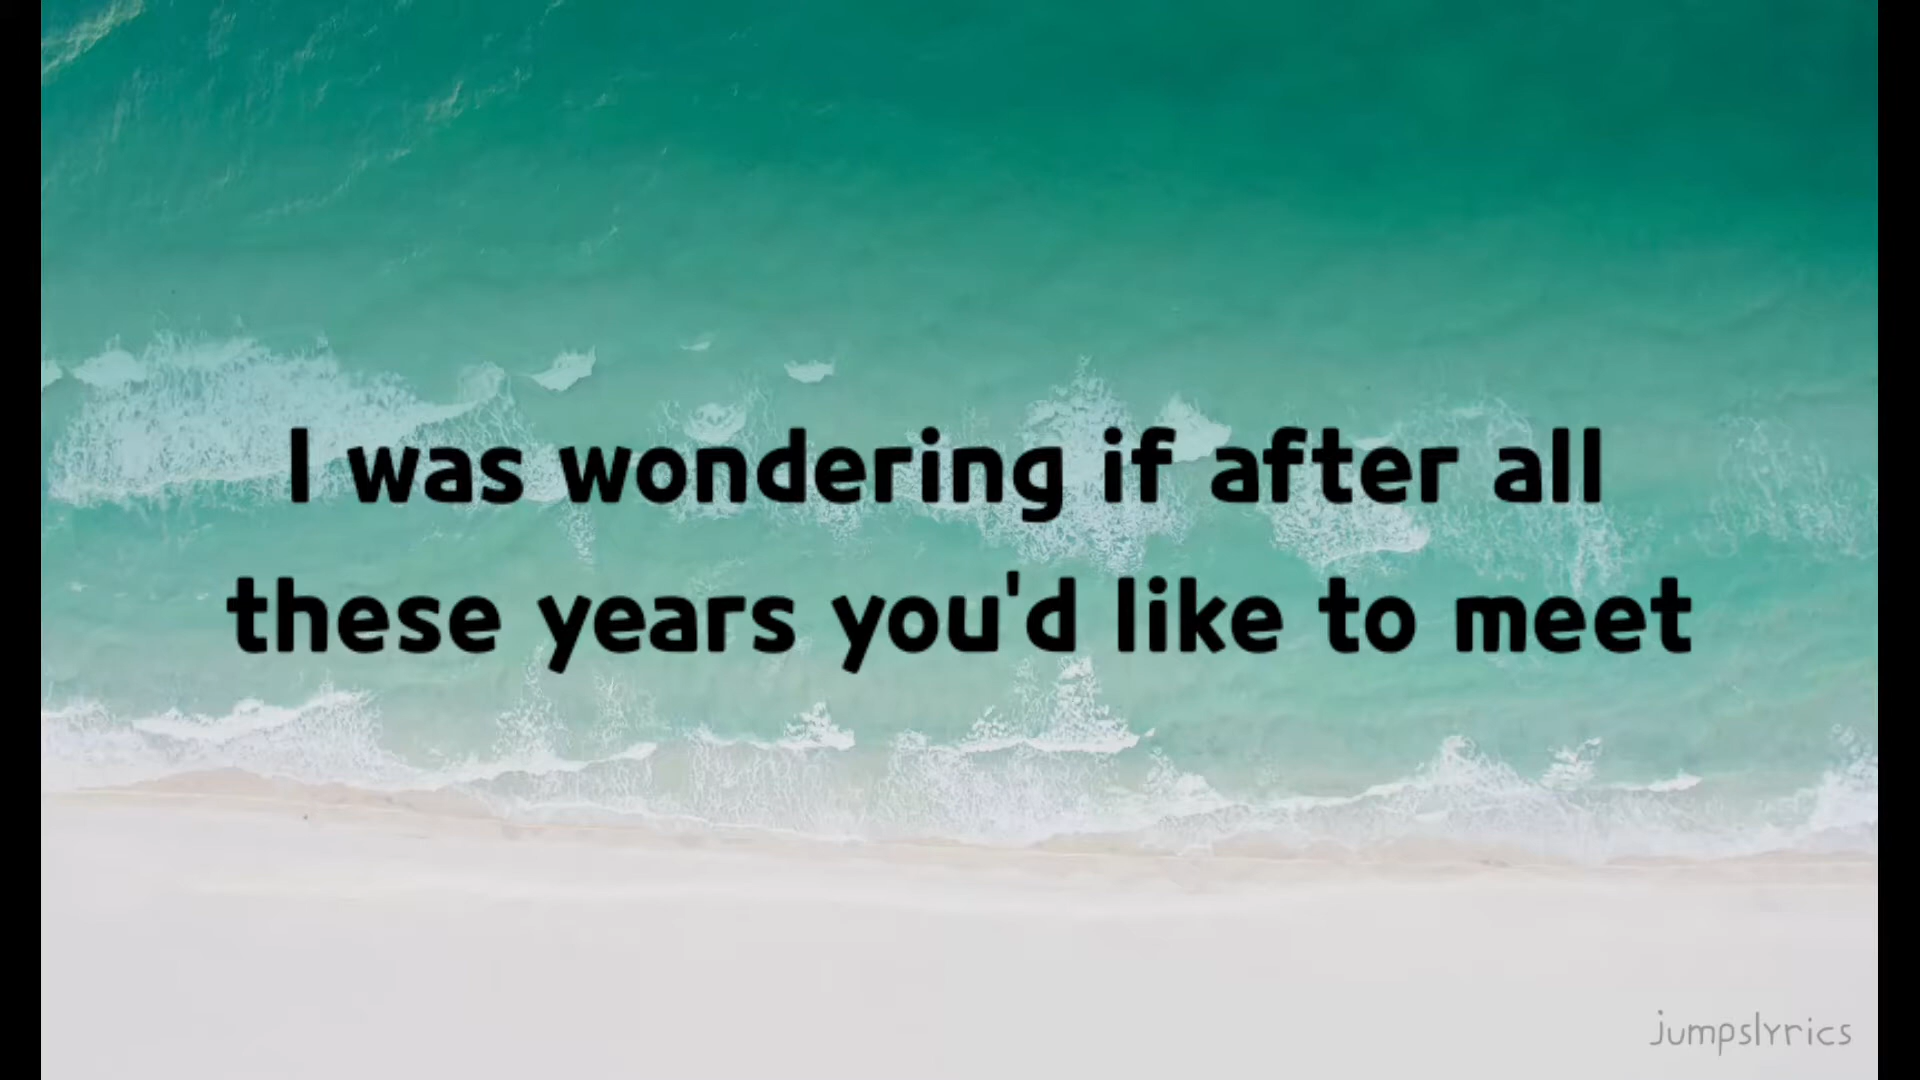 I was wondering if after all
these years you'd like to meet
jumpslyrics